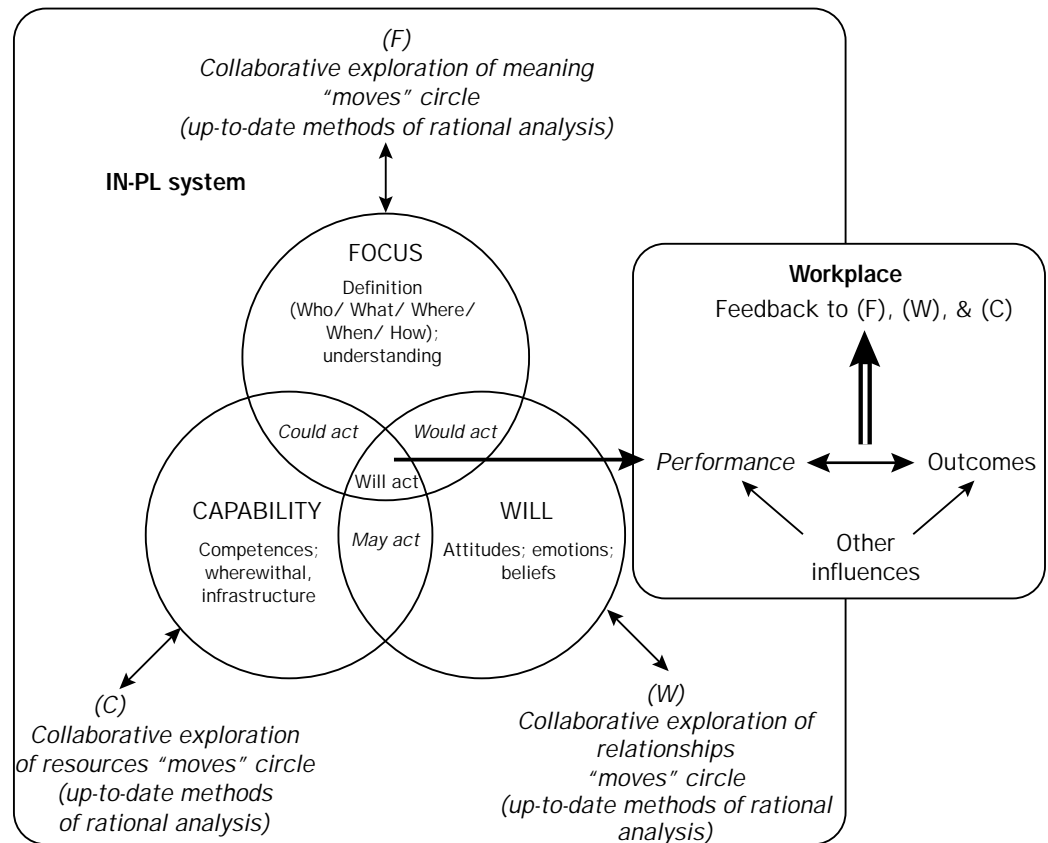 (F)
Collaborative exploration of meaning
“moves” circle
(up-to-date methods of rational analysis)
IN-PL system
FOCUS
Definition
(Who/ What/ Where/
When/ How);
understanding
Could act
Would act
Will act
CAPABILITY
Competences;
wherewithal,
infrastructure
May act
WILL
Attitudes; emotions;
beliefs
Workplace
Feedback to (F), (W), & (C)
Performance
Outcomes
Other
influences
(C)
Collaborative exploration
of resources “moves” circle
(up-to-date methods
of rational analysis)
(W)
Collaborative exploration of
relationships
“moves” circle
(up-to-date methods of rational
analysis)